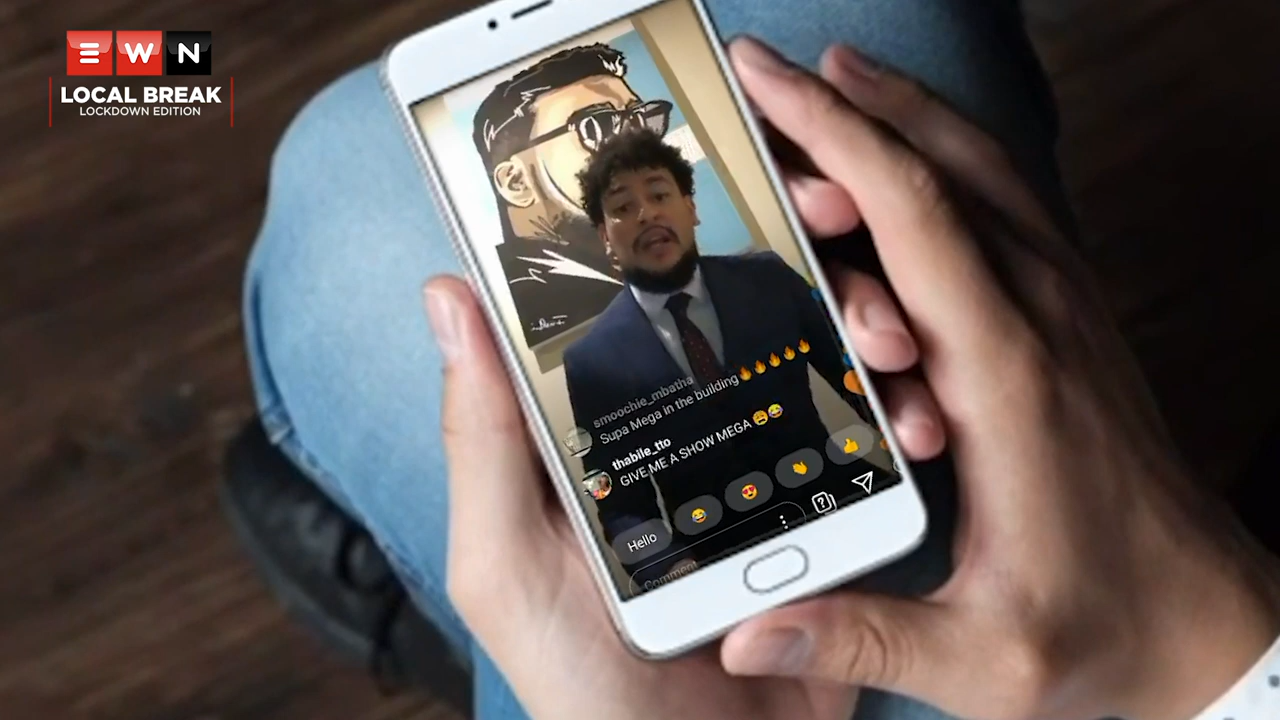 EWN
LOCAL BREAK
LOCKDOWN EDITION
smoochie_mbatha
Supa Mega in the building🔥🔥🔥🔥🔥
thabile_tto
GIVE ME A SHOW MEGA 😩😂
Hello
Comment